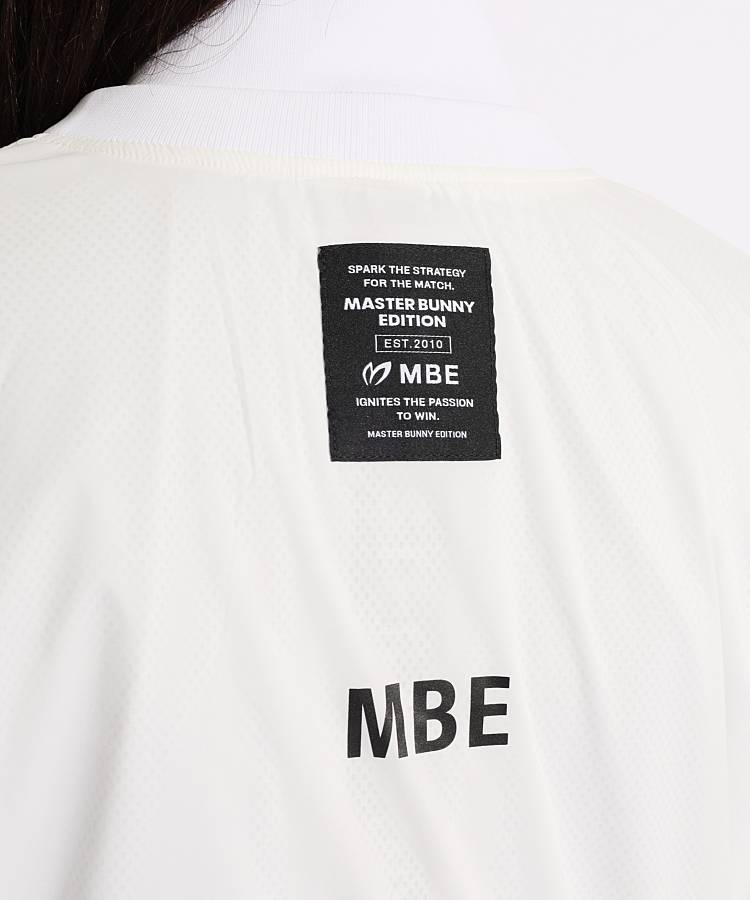 SPARK THE STRATEGY
FOR THE MATCH.
MASTER BUNNY
EDITION
EST.2010
MBE
IGNITES THE PASSION
TO WIN.
MASTER BUNNY EDITION
MBE